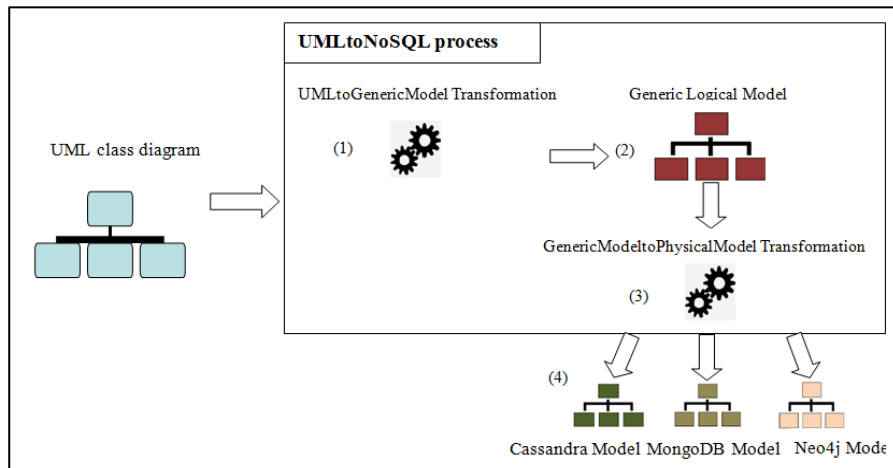 UMLtoNoSQL process
UMLtoGenericModel Transformation
Generic Logical Model
UML class diagram
(1)
(2)
GenericModeltoPhysicalModel Transformation
(3)
(4)
Cassandra Model
MongoDB Model
Neo4j Mode